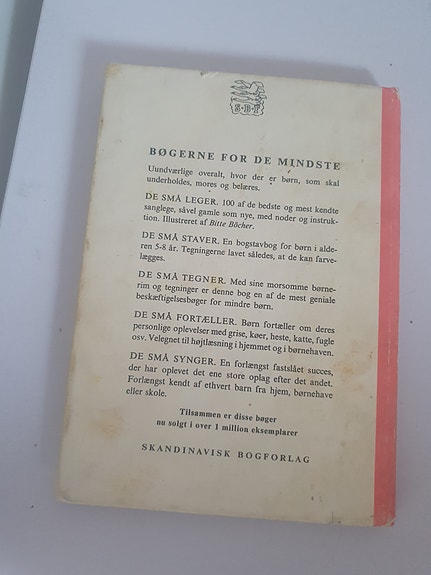 S·B·F
BØGERNE FOR DE MINDSTE
Uundværlige overalt, hvor der er børn, som skal
underholdes, mores og belæres.
DE SMÅ LEGER. 100 af de bedste og mest kendte
sanglege, såvel gamle som nye, med noder og instruk-
tion. Illustreret af Bitte Böcher.
DE SMÅ STAVER. En bogstavbog for børn i alde-
ren 5-8 år. Tegningerne lavet således, at de kan farve-
lægges.
DE SMÅ TEGNER. Med sine morsomme børne-
rim og tegninger er denne bog en af de mest geniale
beskæftigelsesbøger for mindre børn.
DE SMÅ FORTÆLLER. Børn fortæller om deres
personlige oplevelser med grise, køer, heste, katte, fugle
osv. Velegnet til højtlæsning i hjemmet og i børnehaven.
DE SMÅ SYNGER. En forlængst fastslået succes,
der har oplevet det ene store oplag efter det andet.
Forlængst kendt af ethvert barn fra hjem, børnehave
eller skole.
Tilsammen er disse bøger
nu solgt i over 1 million eksemplarer
SKANDINAVISK BOGFORLAG